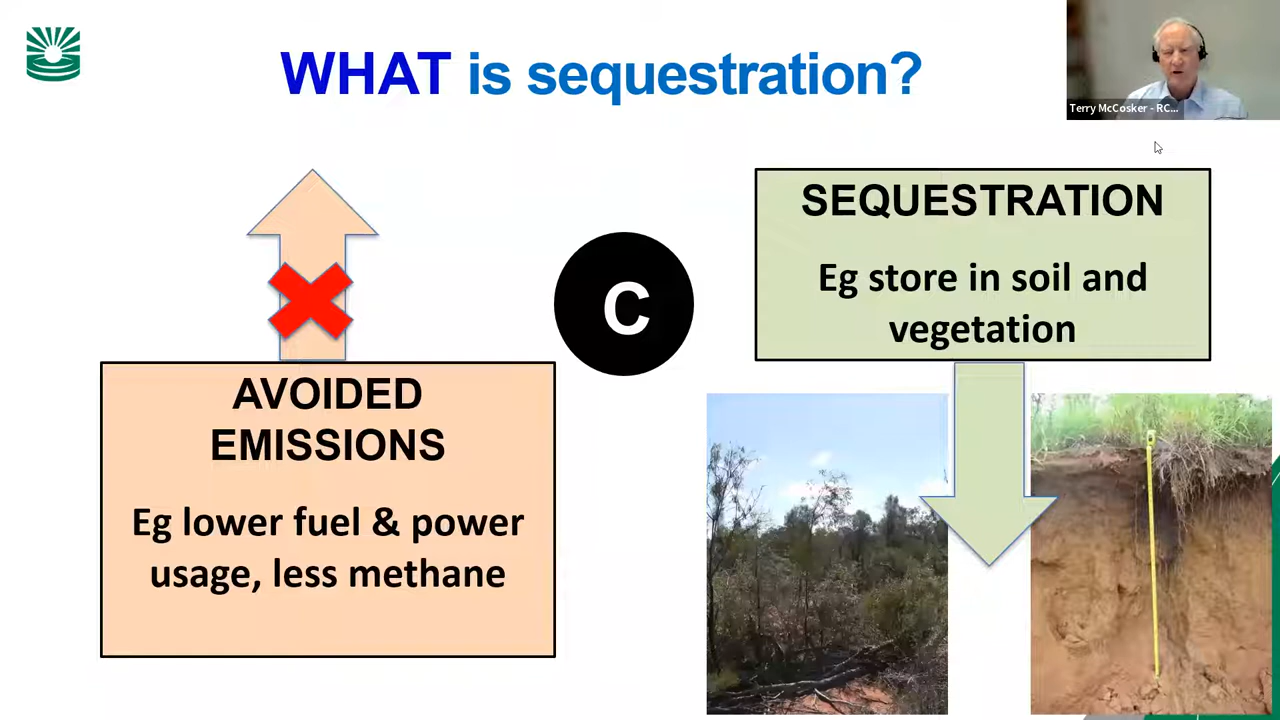 WHAT is sequestration?
Terry McCosker - RC...
SEQUESTRATION
Eg store in soil and
vegetation
C
AVOIDED
EMISSIONS
Eg lower fuel & power
usage, less methane